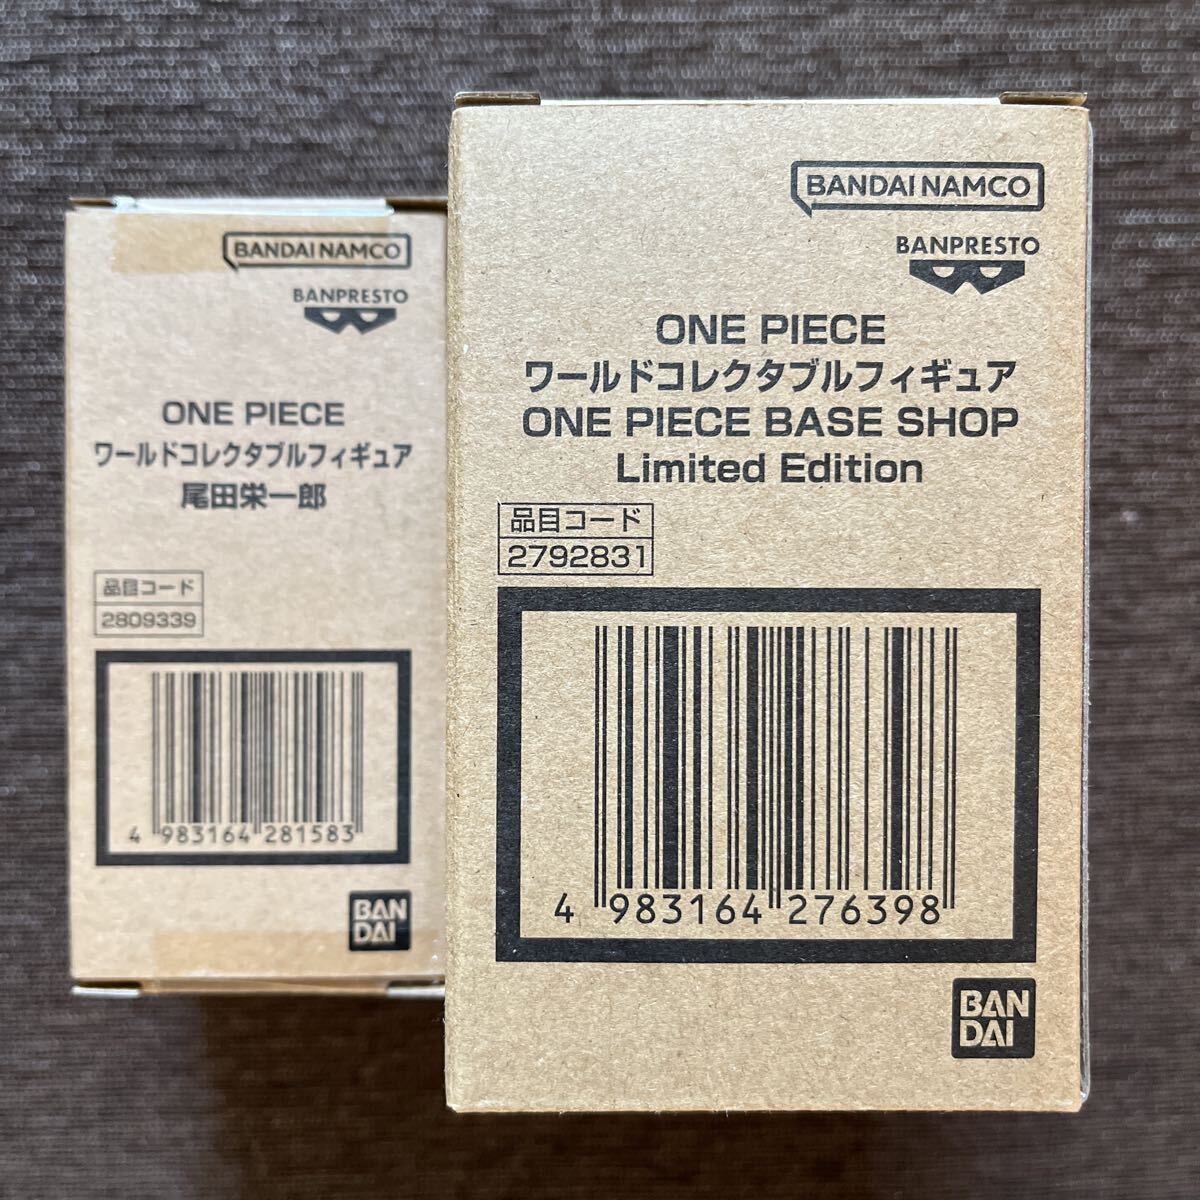 BANDAI NAMCO
BANPRESTO
ONE PIECE
ワールドコレクタブルフィギュア
尾田栄一郎
品目コード
2809339
4 983164 281583
BAN
DAI
BANDAI NAMCO
BANPRESTO
ONE PIECE
ワールドコレクタブルフィギュア
ONE PIECE BASE SHOP
Limited Edition
品目コード
2792831
4 983164 276398
BAN
DAI